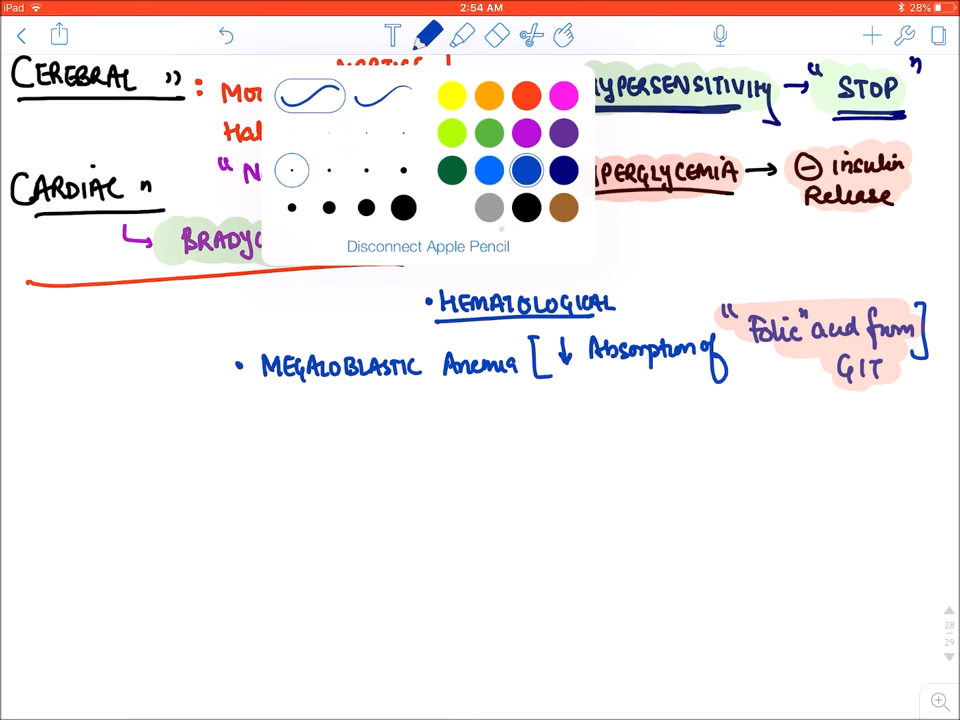 iPad
2:54 AM
28%
CEREBRAL "
:
HYPERSENSITIVITY → " STOP "
CARDIAC "
" N
HYPERGLYCEMIA → ⊖ insulin
Release
Disconnect Apple Pencil
• HEMATOLOGICAL
• MEGALOBLASTIC Anemia [ ↓ Absorption of " Folic " acid from
GIT ]
28
29